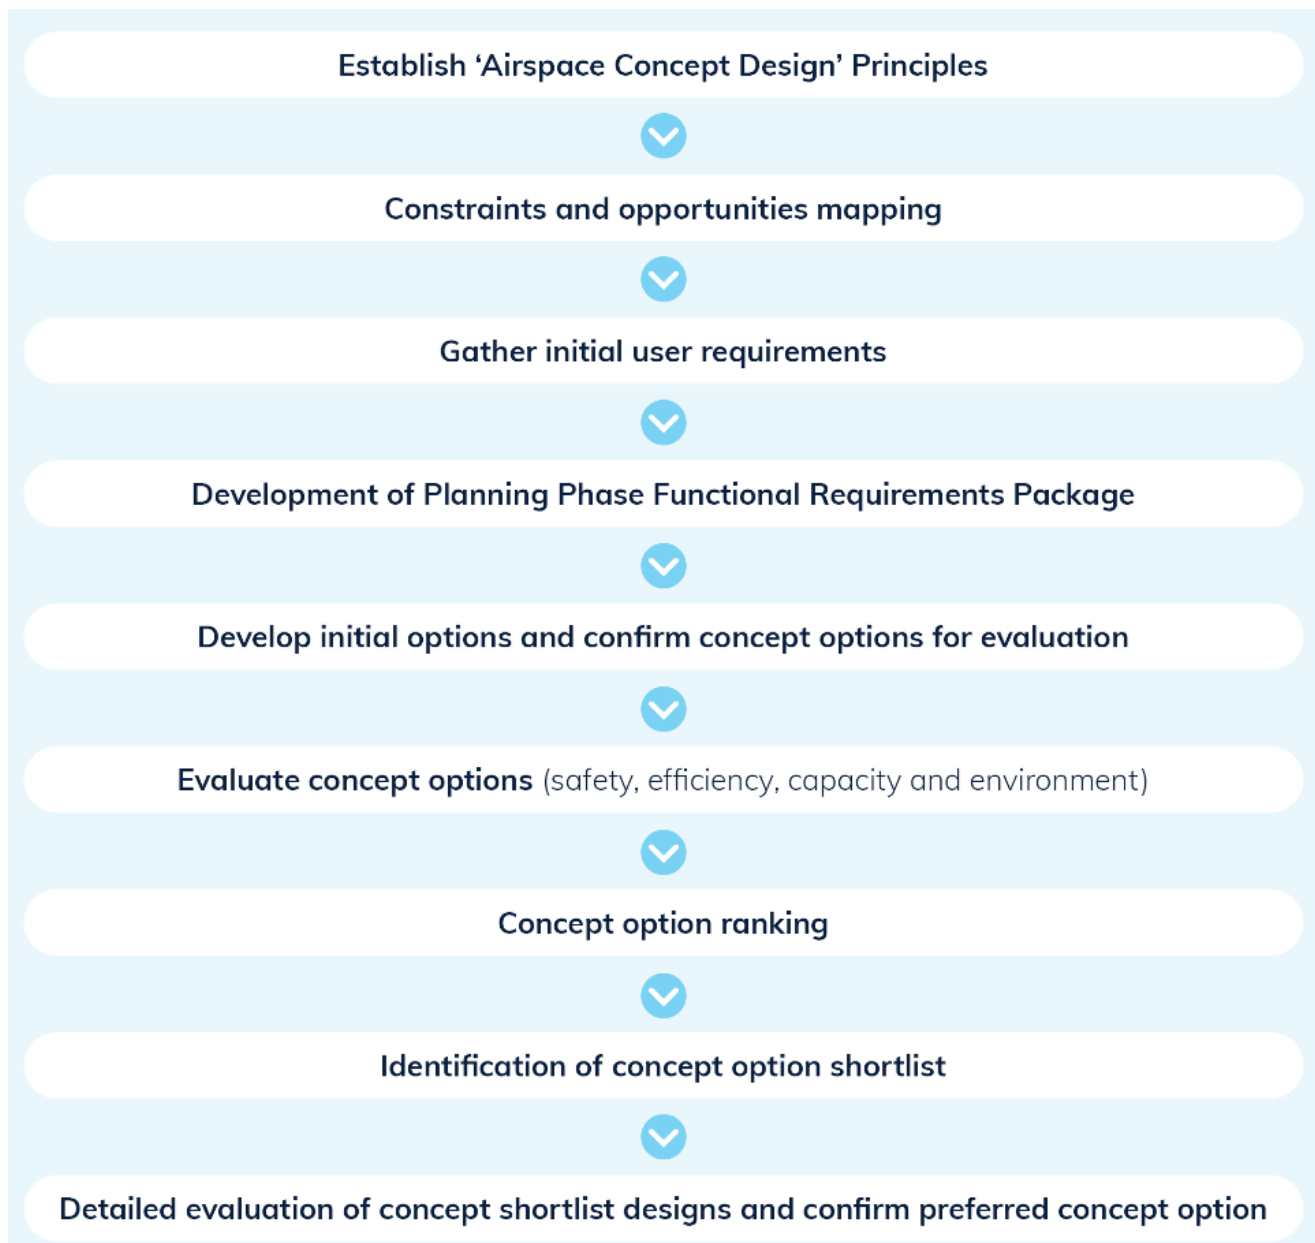 Establish ‘Airspace Concept Design’ Principles
Constraints and opportunities mapping
Gather initial user requirements
Development of Planning Phase Functional Requirements Package
Develop initial options and confirm concept options for evaluation
Evaluate concept options (safety, efficiency, capacity and environment)
Concept option ranking
Identification of concept option shortlist
Detailed evaluation of concept shortlist designs and confirm preferred concept option